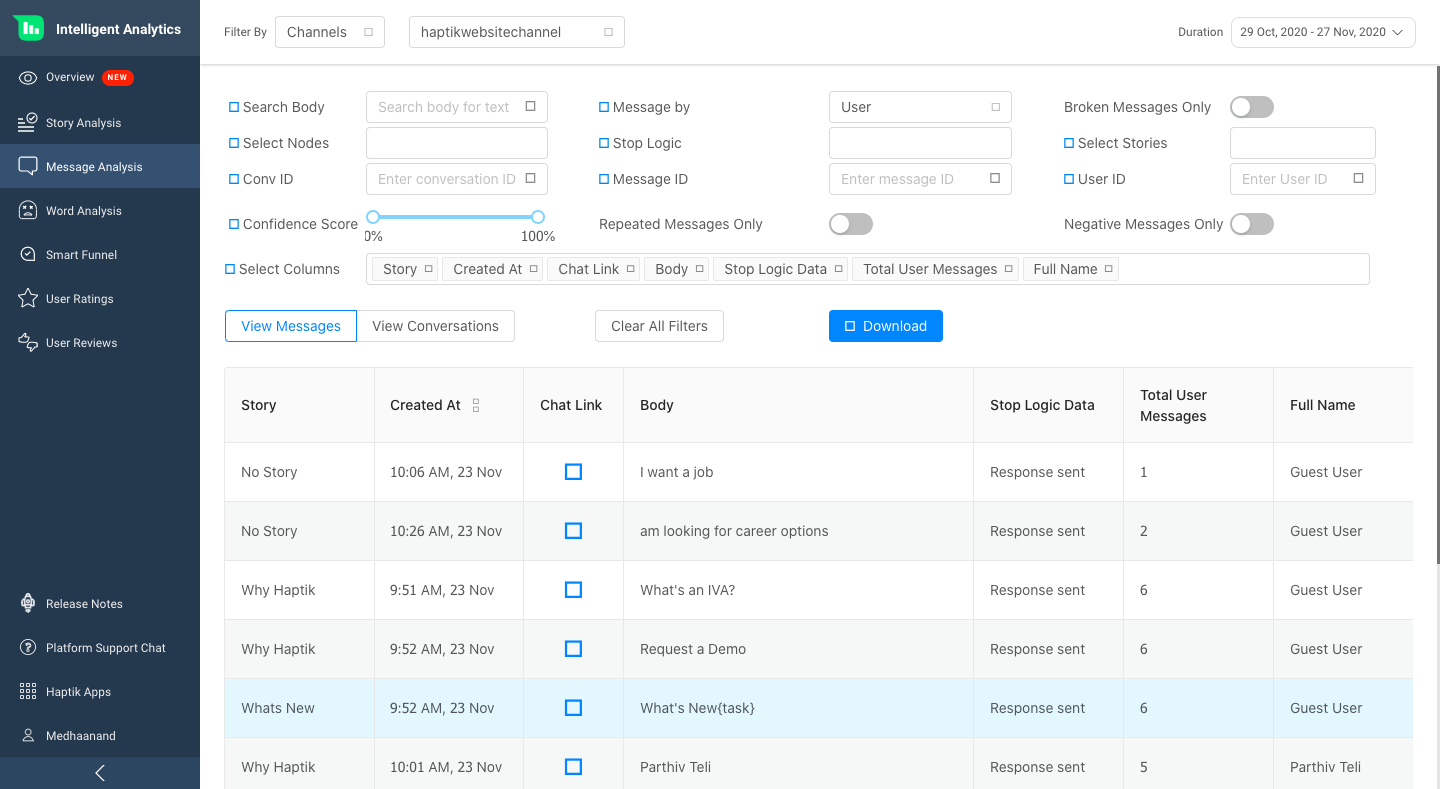 Intelligent Analytics
Overview NEW
Story Analysis
Message Analysis
Word Analysis
Smart Funnel
User Ratings
User Reviews
Release Notes
Platform Support Chat
Haptik Apps
Medhaanand
Filter By Channels haptikwebsitechannel Duration 29 Oct, 2020 - 27 Nov, 2020
Search Body Search body for text Message by User Broken Messages Only
Select Nodes Stop Logic Select Stories
Conv ID Enter conversation ID Message ID Enter message ID User ID Enter User ID
Confidence Score 0% 100% Repeated Messages Only Negative Messages Only
Select Columns Story Created At Chat Link Body Stop Logic Data Total User Messages Full Name
View Messages View Conversations Clear All Filters Download
Story Created At Chat Link Body Stop Logic Data Total User Messages Full Name
No Story 10:06 AM, 23 Nov I want a job Response sent 1 Guest User
No Story 10:26 AM, 23 Nov am looking for career options Response sent 2 Guest User
Why Haptik 9:51 AM, 23 Nov What's an IVA? Response sent 6 Guest User
Why Haptik 9:52 AM, 23 Nov Request a Demo Response sent 6 Guest User
Whats New 9:52 AM, 23 Nov What's New{task} Response sent 6 Guest User
Why Haptik 10:01 AM, 23 Nov Parthiv Teli Response sent 5 Parthiv Teli